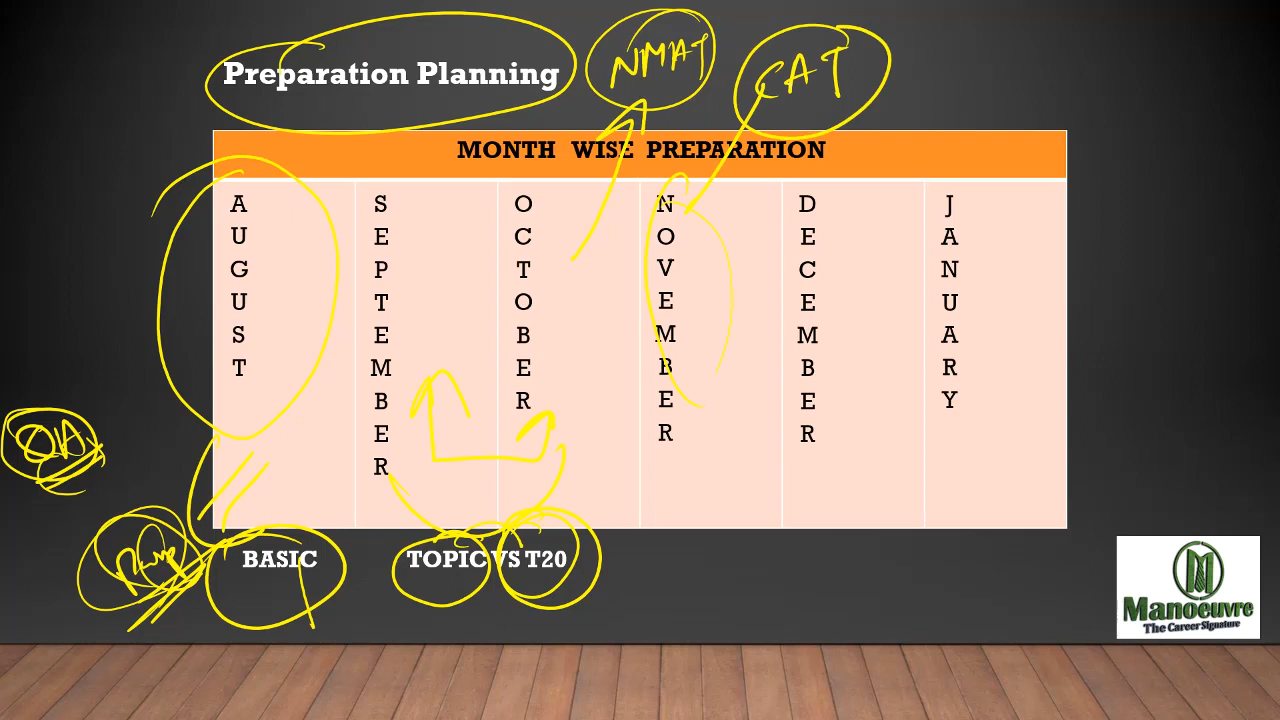 Preparation Planning
NMAT
CAT
MONTH WISE PREPARATION
AUGUST
SEPTEMBER
OCTOBER
NOVEMBER
DECEMBER
JANUARY
QA
BASIC
TOPIC VS T20
Manoeuvre
The Career Signature